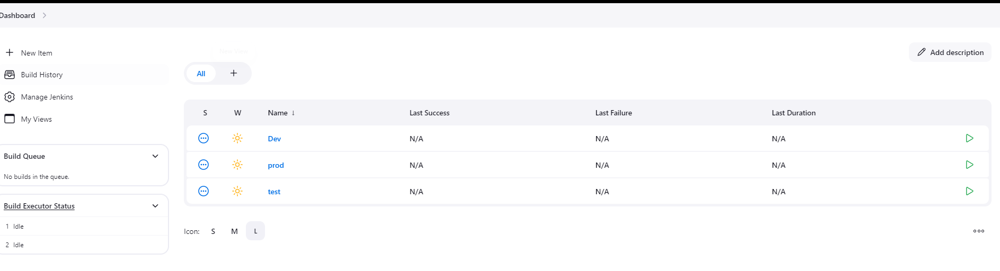 Dashboard
New Item
Build History
Manage Jenkins
My Views
Build Queue
No builds in the queue.
Build Executor Status
1 Idle
2 Idle
New View
Add description
All +
S W Name ↓ Last Success Last Failure Last Duration
Dev N/A N/A N/A
prod N/A N/A N/A
test N/A N/A N/A
Icon: S M L